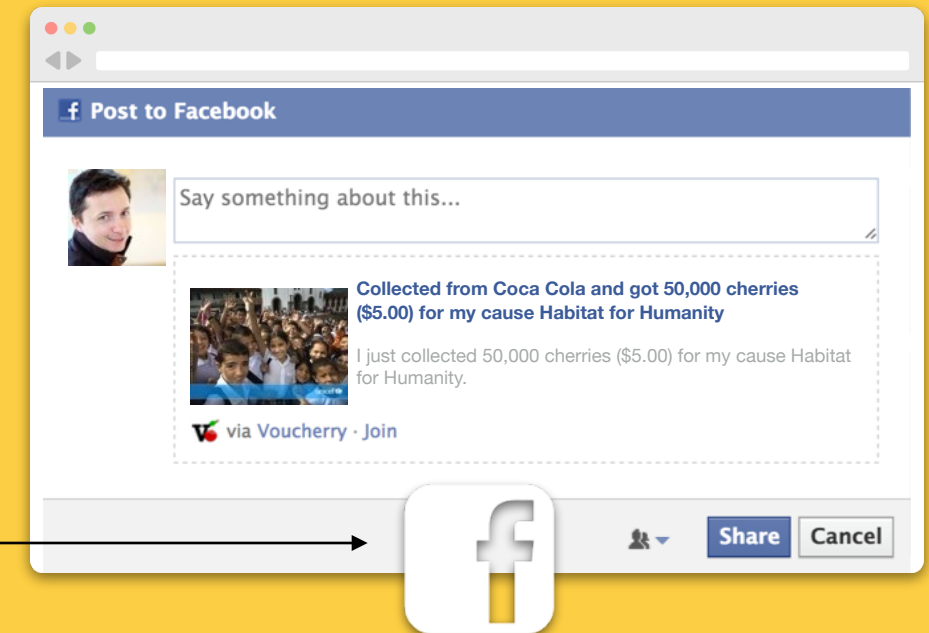 Post to Facebook
Say something about this...
Collected from Coca Cola and got 50,000 cherries
($5.00) for my cause Habitat for Humanity
I just collected 50,000 cherries ($5.00) for my cause Habitat
for Humanity.
unicef
via Voucherry · Join
Share Cancel